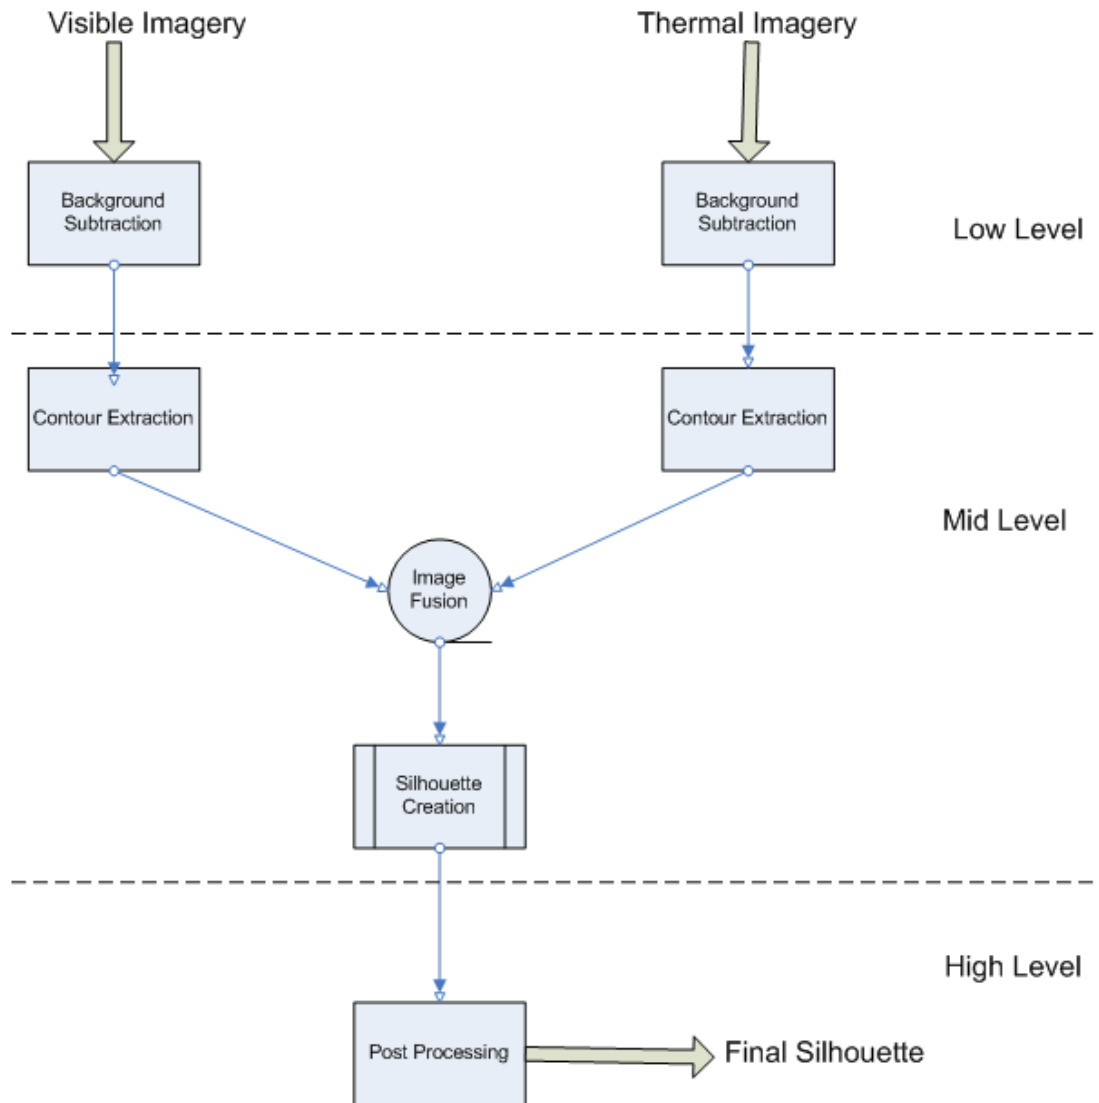 Visible Imagery
Thermal Imagery
Background
Subtraction
Background
Subtraction
Low Level
Contour Extraction
Contour Extraction
Mid Level
Image
Fusion
Silhouette
Creation
High Level
Post Processing
Final Silhouette